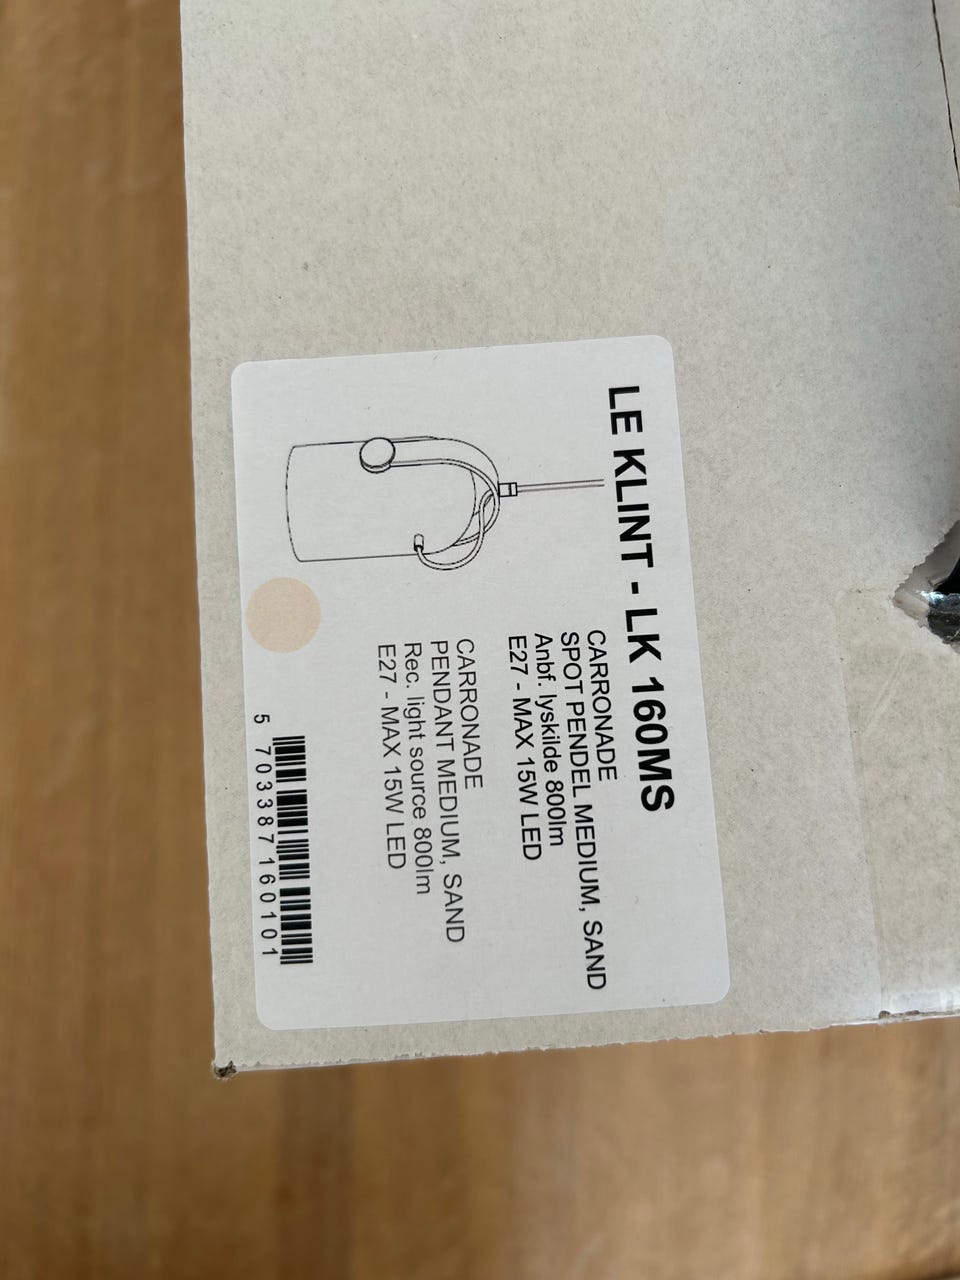 LE KLINT - LK 160MS
CARRONADE
SPOT PENDEL MEDIUM, SAND
Anbf. lyskilde 800lm
E27 - MAX 15W LED
CARRONADE
PENDANT MEDIUM, SAND
Rec. light source 800lm
E27 - MAX 15W LED
5 703387 160101